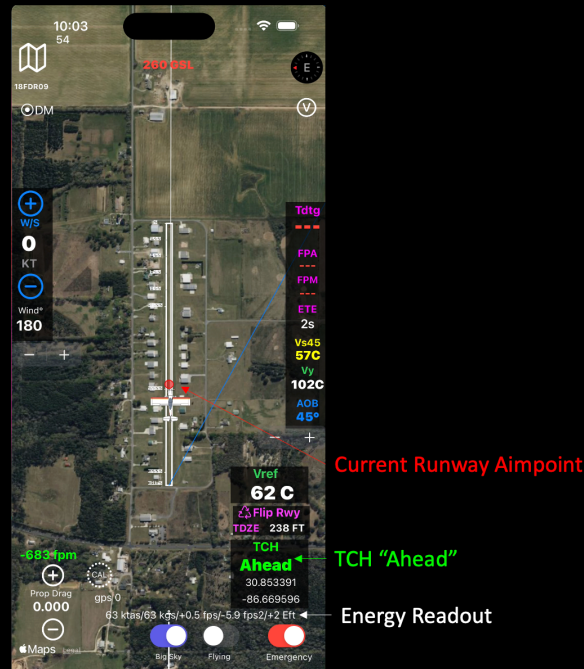 10:03
54
260 GSL
E
18FDR09
DM
V
W/S
0
KT
Wind°
180
Tdtg
---
FPA
---
FPM
---
ETE
2s
Vs45
57C
Vy
102C
AOB
45°
Current Runway Aimpoint
Vref
62 C
Flip Rwy
TDZE 238 FT
TCH
Ahead
TCH “Ahead”
30.853391
-86.669596
-683 fpm
CAL
Prop Drag
0.000
gps 0
63 ktas/63 kgs/+0.5 fps/-5.9 fps2/+2 Eft
Energy Readout
Maps
Legal
Big Sky
Flying
Emergency